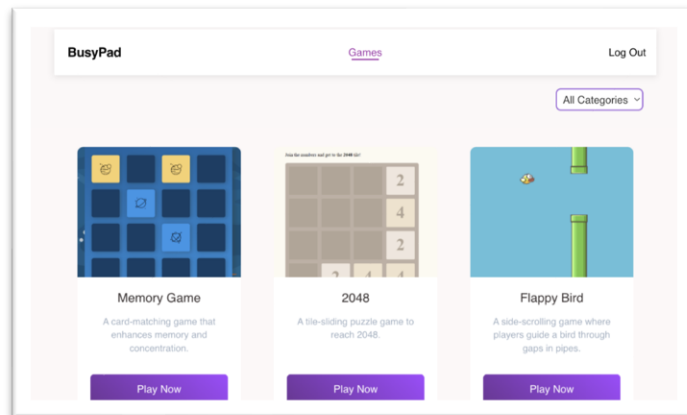 BusyPad
Games
Log Out
All Categories
Join the numbers and get to the 2048 tile!
2
4
2
2 4 4
Memory Game
A card-matching game that
enhances memory and
concentration.
Play Now
2048
A tile-sliding puzzle game to
reach 2048.
Play Now
Flappy Bird
A side-scrolling game where
players guide a bird through
gaps in pipes.
Play Now